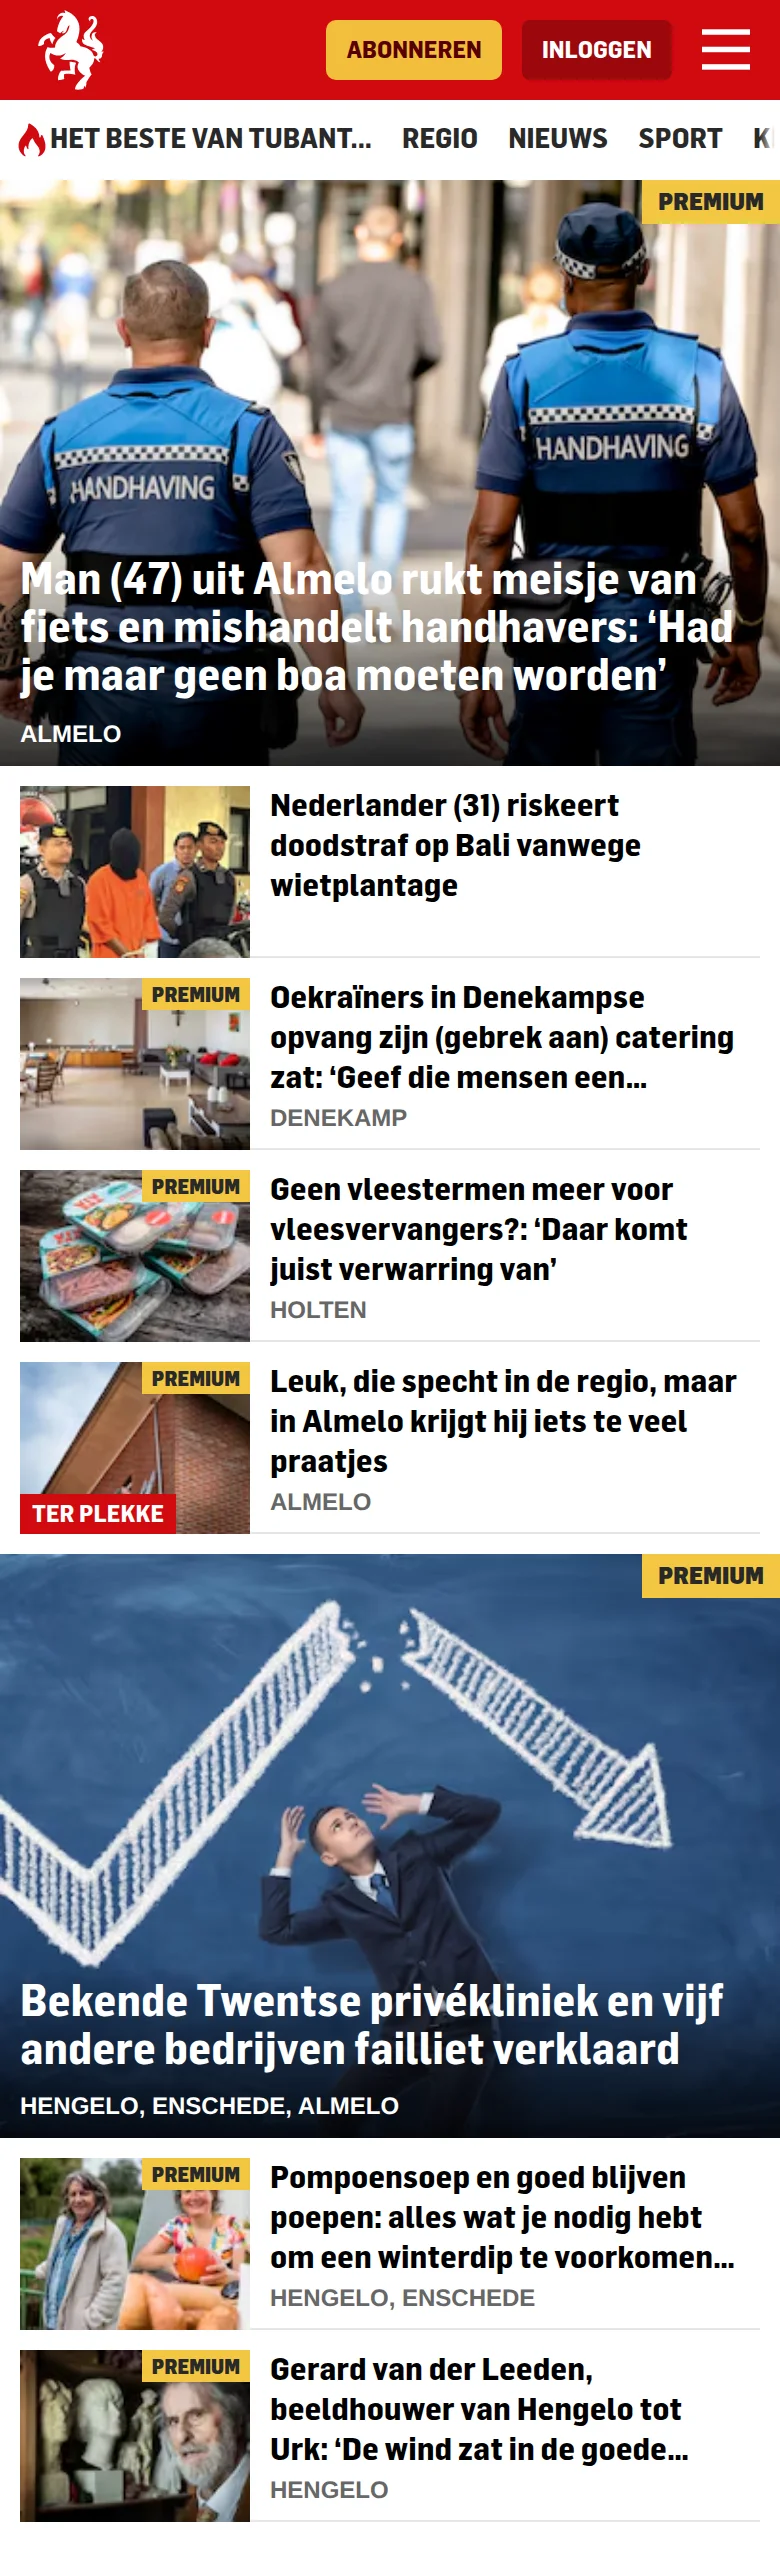 ABONNEREN
INLOGGEN
HET BESTE VAN TUBANT...
REGIO
NIEUWS
SPORT
PREMIUM
HANDHAVING
HANDHAVING
Man (47) uit Almelo rukt meisje van
fiets en mishandelt handhavers: ‘Had
je maar geen boa moeten worden’
ALMELO
Nederlander (31) riskeert
doodstraf op Bali vanwege
wietplantage
PREMIUM
Oekraïners in Denekampse
opvang zijn (gebrek aan) catering
zat: ‘Geef die mensen een...
DENEKAMP
PREMIUM
Geen vleestermen meer voor
vleesvervangers?: ‘Daar komt
juist verwarring van’
HOLTEN
PREMIUM
TER PLEKKE
Leuk, die specht in de regio, maar
in Almelo krijgt hij iets te veel
praatjes
ALMELO
PREMIUM
Bekende Twentse privékliniek en vijf
andere bedrijven failliet verklaard
HENGELO, ENSCHEDE, ALMELO
PREMIUM
Pompoensoep en goed blijven
poepen: alles wat je nodig hebt
om een winterdip te voorkomen...
HENGELO, ENSCHEDE
PREMIUM
Gerard van der Leeden,
beeldhouwer van Hengelo tot
Urk: ‘De wind zat in de goede...
HENGELO